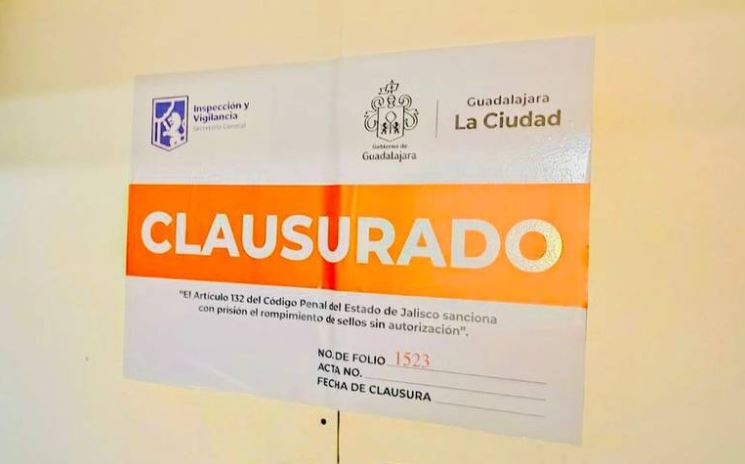 Inspección y
Vigilancia
Secretaría General
Gobierno de
Guadalajara
Guadalajara
La Ciudad
CLAUSURADO
"El Artículo 132 del Código Penal del Estado de Jalisco sanciona
con prisión el rompimiento de sellos sin autorización".
NO. DE FOLIO 1523
ACTA NO.
FECHA DE CLAUSURA